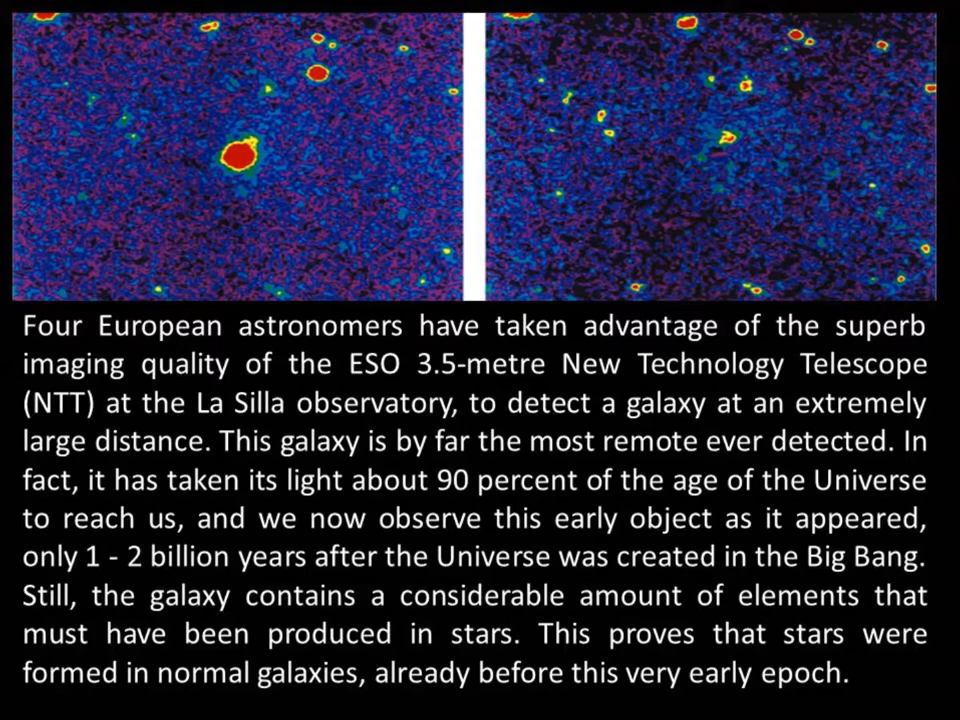 Four European astronomers have taken advantage of the superb
imaging quality of the ESO 3.5-metre New Technology Telescope
(NTT) at the La Silla observatory, to detect a galaxy at an extremely
large distance. This galaxy is by far the most remote ever detected. In
fact, it has taken its light about 90 percent of the age of the Universe
to reach us, and we now observe this early object as it appeared,
only 1 - 2 billion years after the Universe was created in the Big Bang.
Still, the galaxy contains a considerable amount of elements that
must have been produced in stars. This proves that stars were
formed in normal galaxies, already before this very early epoch.